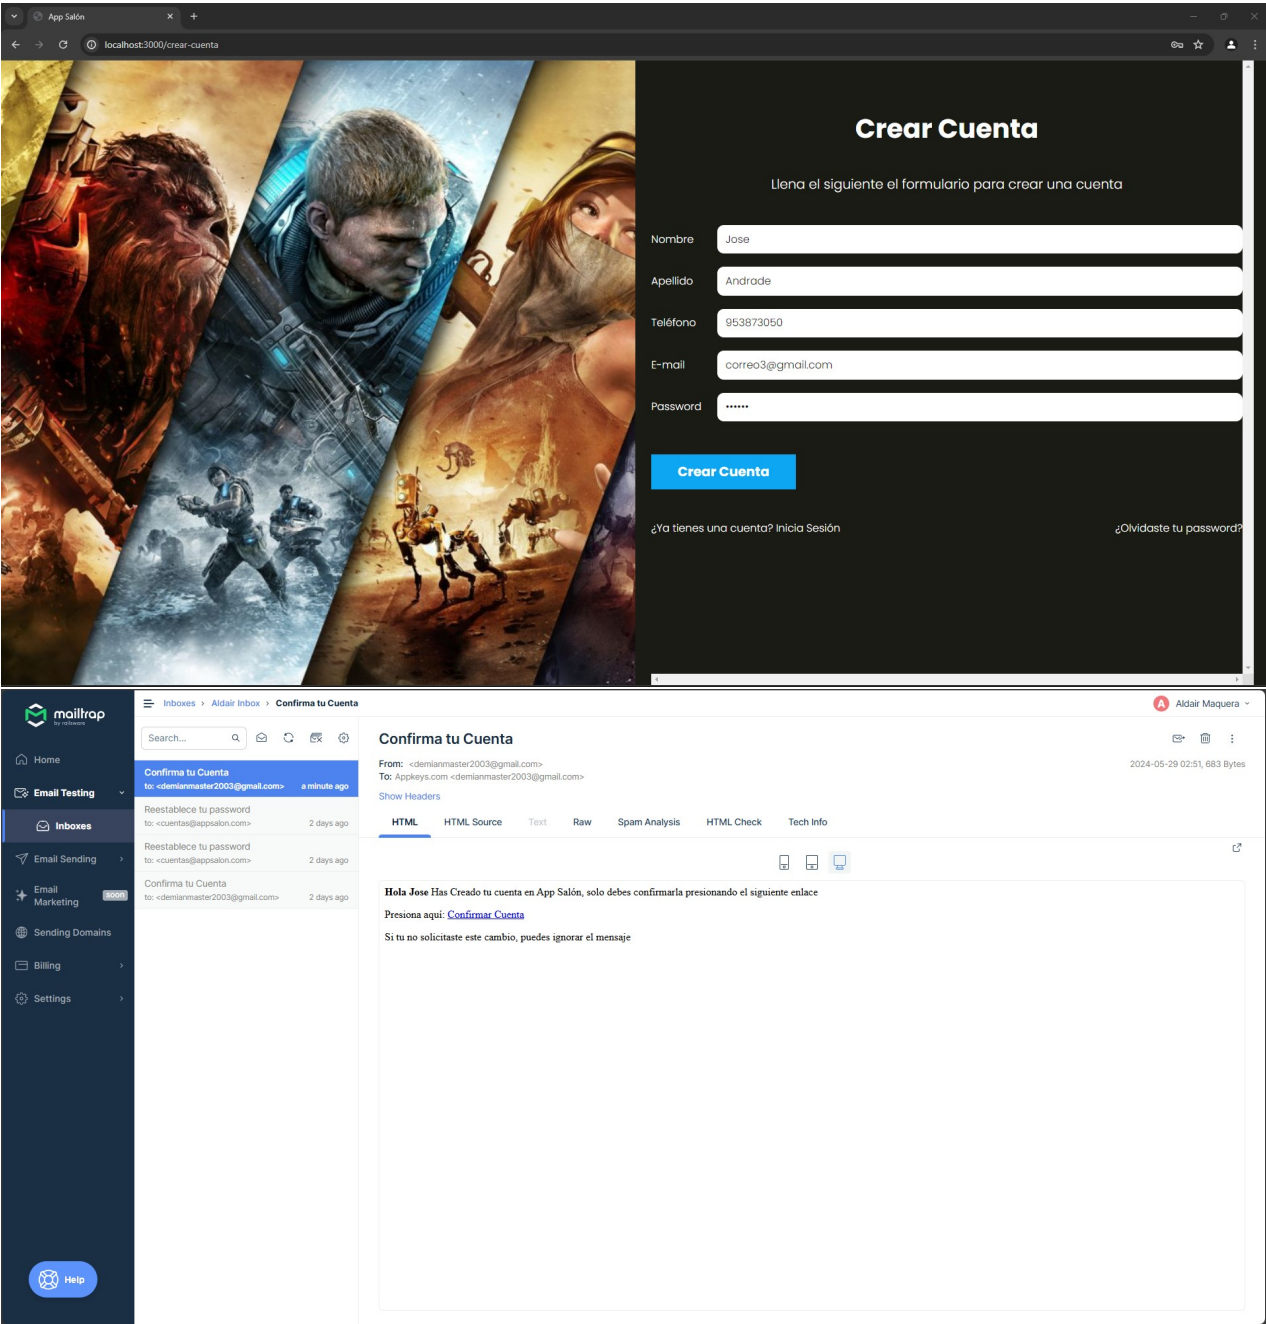 App Salón
localhost:3000/crear-cuenta
Crear Cuenta
Llena el siguiente el formulario para crear una cuenta
Nombre Jose
Apellido Andrade
Teléfono 953873050
E-mail correo3@gmail.com
Password ••••••
Crear Cuenta
¿Ya tienes una cuenta? Inicia Sesión ¿Olvidaste tu password?
mailtrap
by railsware
Home
Email Testing
Inboxes
Email Sending
Email
Marketing soon
Sending Domains
Billing
Settings
Help
Inboxes › Aldair Inbox › Confirma tu Cuenta
A Aldair Maquera
Search...
Confirma tu Cuenta
to: <demianmaster2003@gmail.com> a minute ago
Reestablece tu password
to: <cuentas@appsalon.com> 2 days ago
Reestablece tu password
to: <cuentas@appsalon.com> 2 days ago
Confirma tu Cuenta
to: <demianmaster2003@gmail.com> 2 days ago
Confirma tu Cuenta
From: <demianmaster2003@gmail.com> 2024-05-29 02:51, 683 Bytes
To: Appkeys.com <demianmaster2003@gmail.com>
Show Headers
HTML HTML Source Text Raw Spam Analysis HTML Check Tech Info
Hola Jose Has Creado tu cuenta en App Salón, solo debes confirmarla presionando el siguiente enlace
Presiona aquí: Confirmar Cuenta
Si tu no solicitaste este cambio, puedes ignorar el mensaje